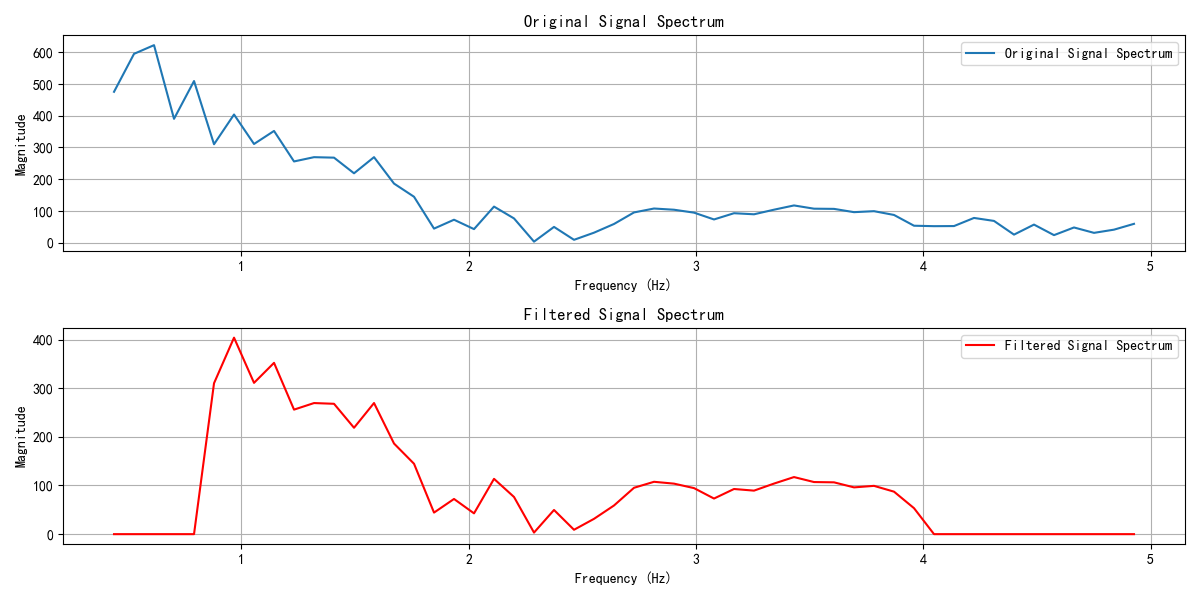 Original Signal Spectrum
600
500
400
300
200
100
0
Magnitude
Original Signal Spectrum
1 2 3 4 5
Frequency (Hz)
Filtered Signal Spectrum
400
300
200
100
0
Magnitude
Filtered Signal Spectrum
1 2 3 4 5
Frequency (Hz)